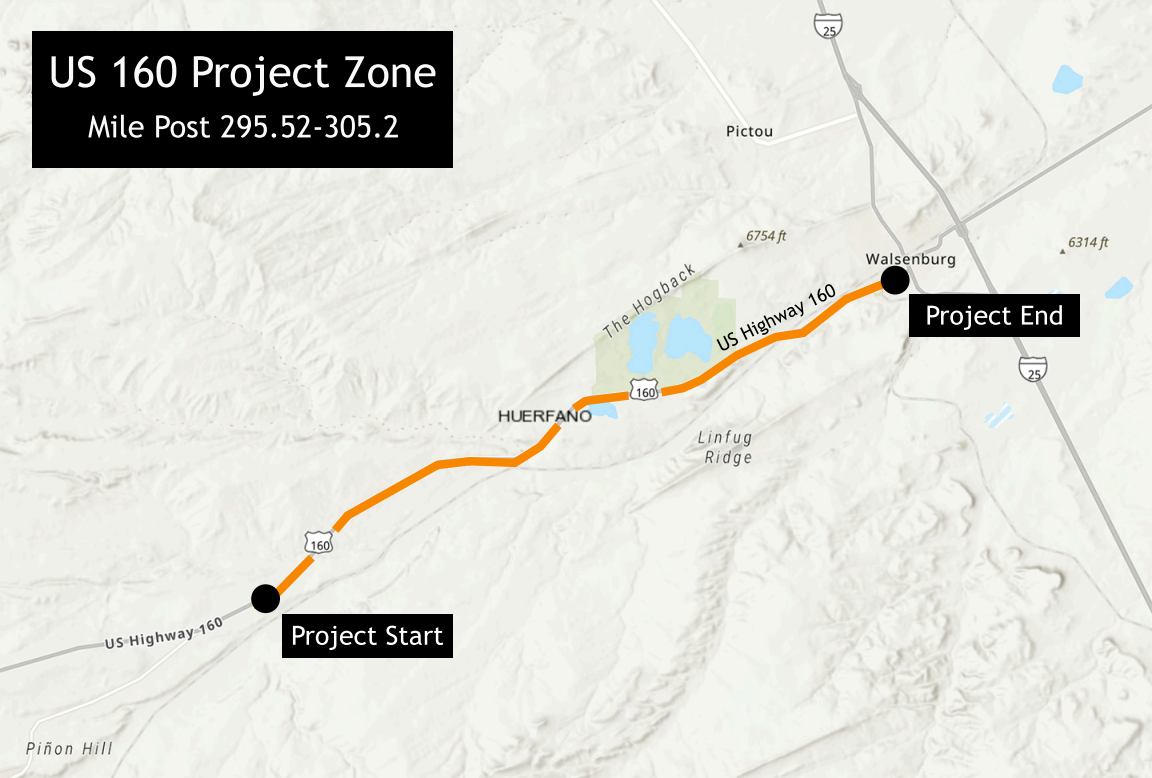 US 160 Project Zone
Mile Post 295.52-305.2
25
Pictou
6754 ft
6314 ft
Walsenburg
The Hogback
US Highway 160
Project End
25
160
HUERFANO
Linfug
Ridge
160
US Highway 160
Project Start
Piñon Hill